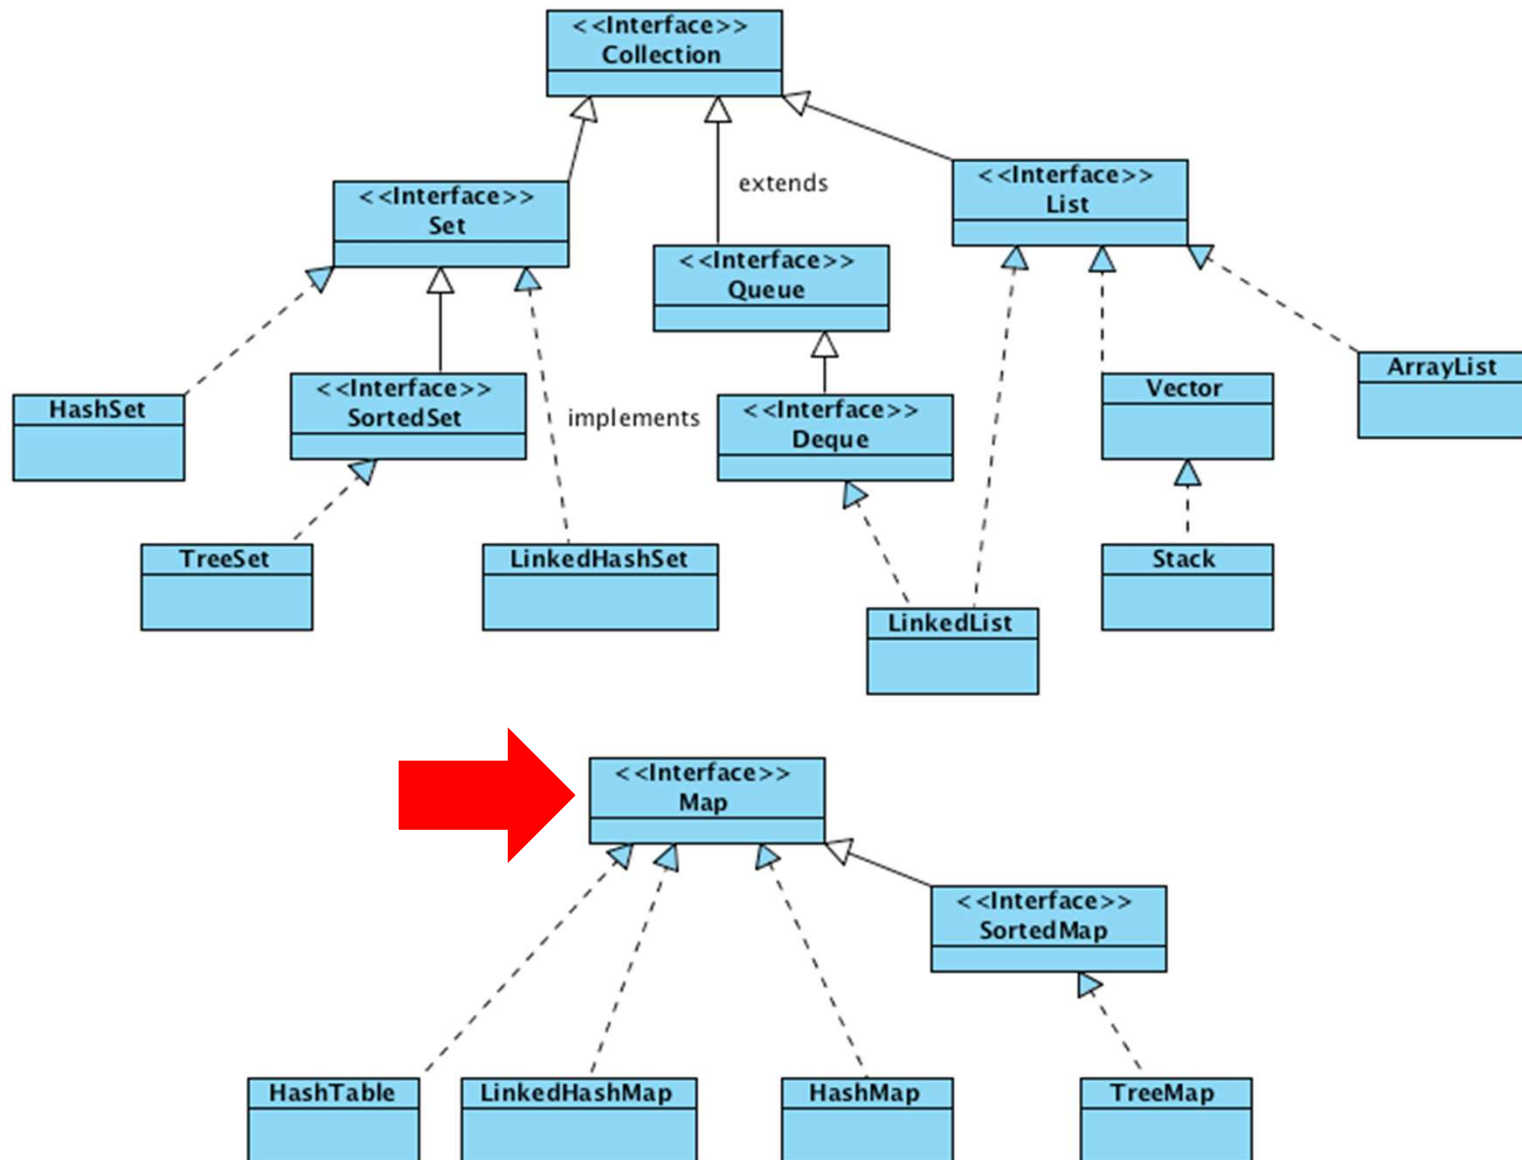 <<Interface>>
Collection
<<Interface>>
Set
extends
<<Interface>>
List
<<Interface>>
Queue
HashSet
<<Interface>>
SortedSet
implements
<<Interface>>
Deque
Vector
ArrayList
TreeSet
LinkedHashSet
LinkedList
Stack
<<Interface>>
Map
<<Interface>>
SortedMap
HashTable
LinkedHashMap
HashMap
TreeMap